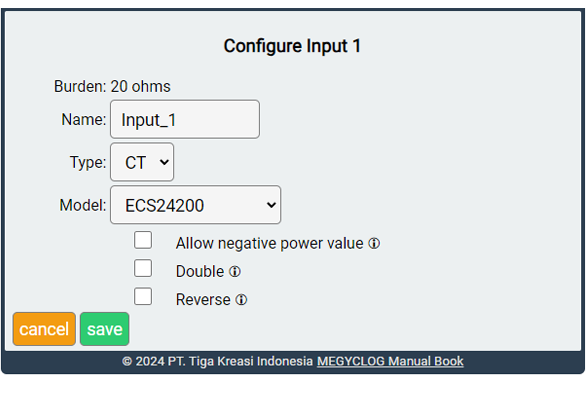 Configure Input 1
Burden: 20 ohms
Name: Input_1
Type: CT
Model: ECS24200
Allow negative power value ⓘ
Double ⓘ
Reverse ⓘ
cancel save
© 2024 PT. Tiga Kreasi Indonesia MEGYCLOG Manual Book